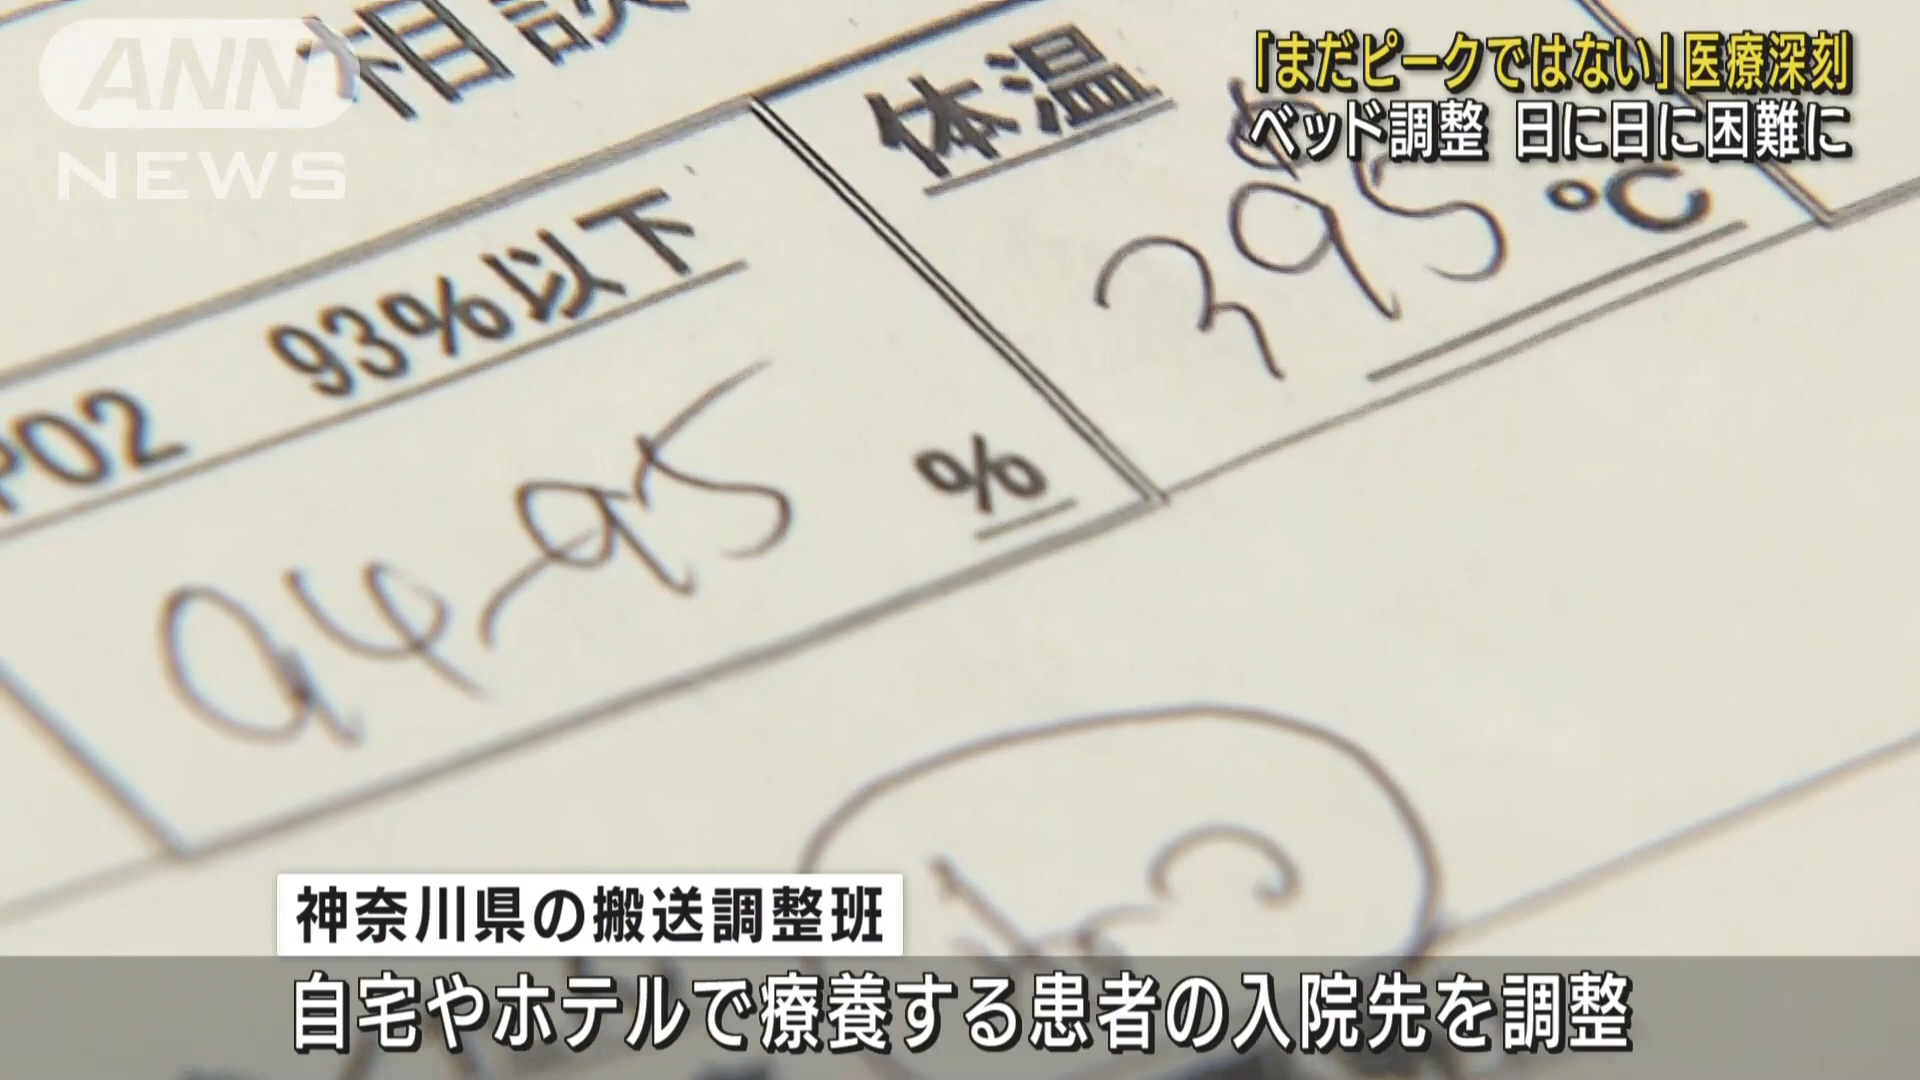 ANN
NEWS
「まだピークではない」医療深刻
ベッド調整 日に日に困難に
相談
体温
395 ℃
PO2 93%以下
94-95 %
神奈川県の搬送調整班
自宅やホテルで療養する患者の入院先を調整